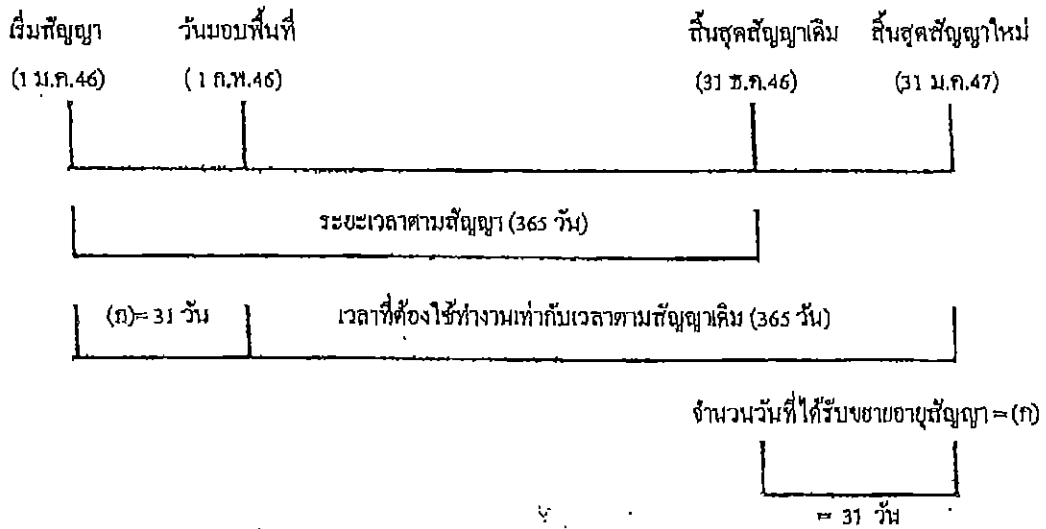 เริ่มสัญญา วันมอบพื้นที่ สิ้นสุดสัญญาเดิม สิ้นสุดสัญญาใหม่
(1 ม.ค.46) (1 ก.พ.46) (31 ธ.ค.46) (31 ม.ค.47)
ระยะเวลาตามสัญญา (365 วัน)
(ก)= 31 วัน เวลาที่ต้องใช้ทำงานเท่ากับเวลาตามสัญญาเดิม (365 วัน)
จำนวนวันที่ได้รับขยายอายุสัญญา = (ก)
= 31 วัน